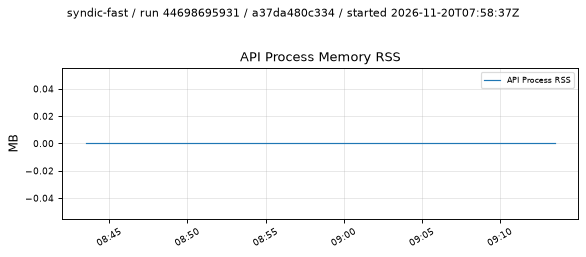 syndic-fast / run 44698695931 / a37da480c334 / started 2026-11-20T07:58:37Z
API Process Memory RSS
API Process RSS
MB
0.04
0.02
0.00
−0.02
−0.04
08:45
08:50
08:55
09:00
09:05
09:10